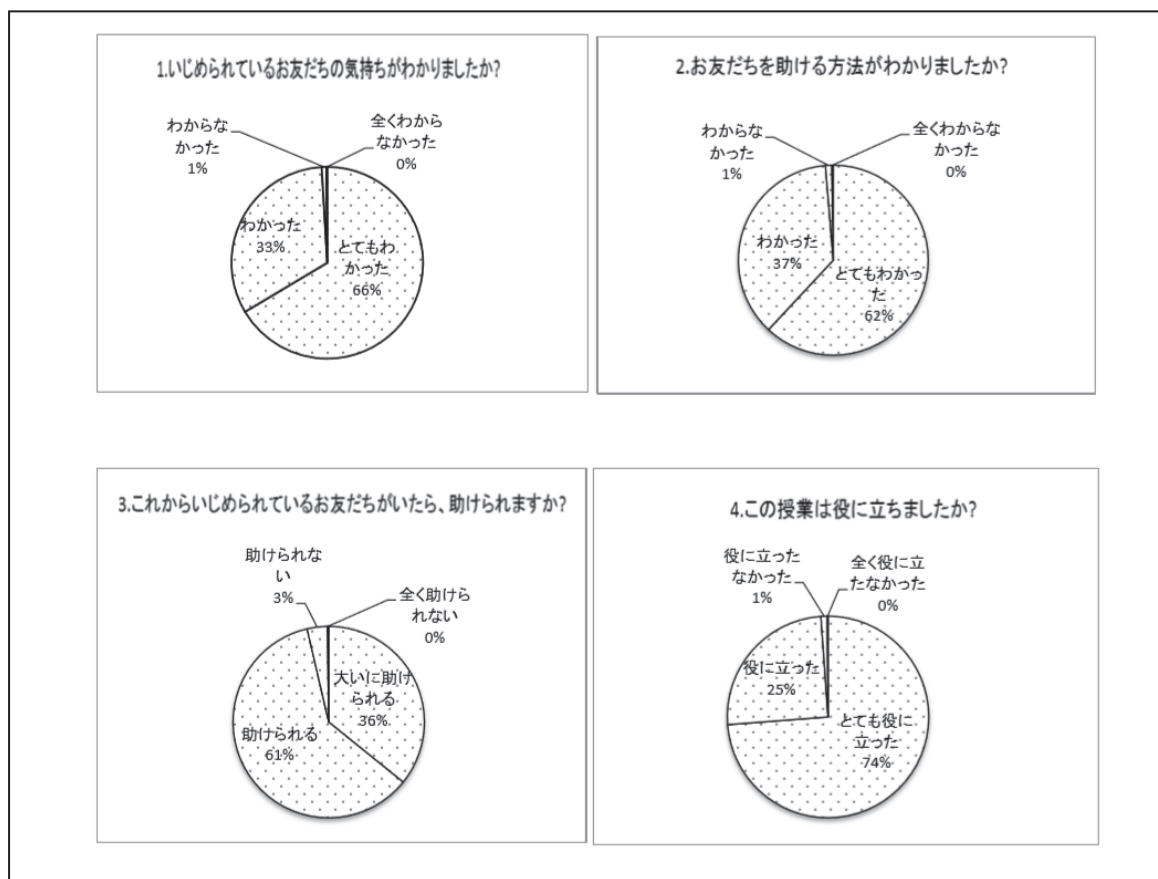 1.いじめられているお友だちの気持ちがわかりましたか?
わからな
かった
1%
全くわから
なかった
0%
わかった
33%
とてもわ
かった
66%
2.お友だちを助ける方法がわかりましたか?
わからな
かった
1%
全くわからな
かった
0%
わかった
37%
とてもわかっ
た
62%
3.これからいじめられているお友だちがいたら、助けられますか?
助けられな
い
3%
全く助けら
れない
0%
大いに助け
られる
36%
助けられる
61%
4.この授業は役に立ちましたか?
役に立った
なかった
1%
全く役に立
たなかった
0%
役に立った
25%
とても役に
立った
74%